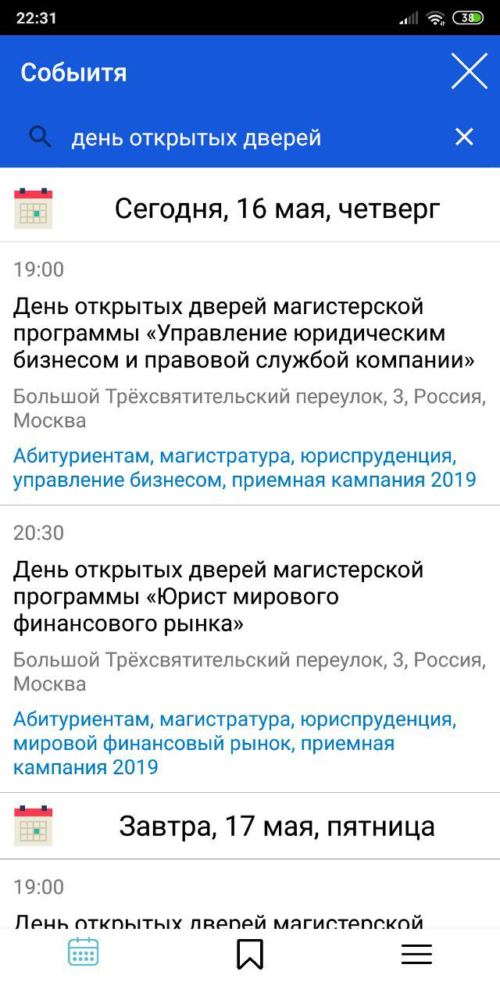 22:31
38
Собыитя
день открытых дверей
Сегодня, 16 мая, четверг
19:00
День открытых дверей магистерской
программы «Управление юридическим
бизнесом и правовой службой компании»
Большой Трёхсвятительский переулок, 3, Россия,
Москва
Абитуриентам, магистратура, юриспруденция,
управление бизнесом, приемная кампания 2019
20:30
День открытых дверей магистерской
программы «Юрист мирового
финансового рынка»
Большой Трёхсвятительский переулок, 3, Россия,
Москва
Абитуриентам, магистратура, юриспруденция,
мировой финансовый рынок, приемная
кампания 2019
Завтра, 17 мая, пятница
19:00
День открытых дверей магистерской